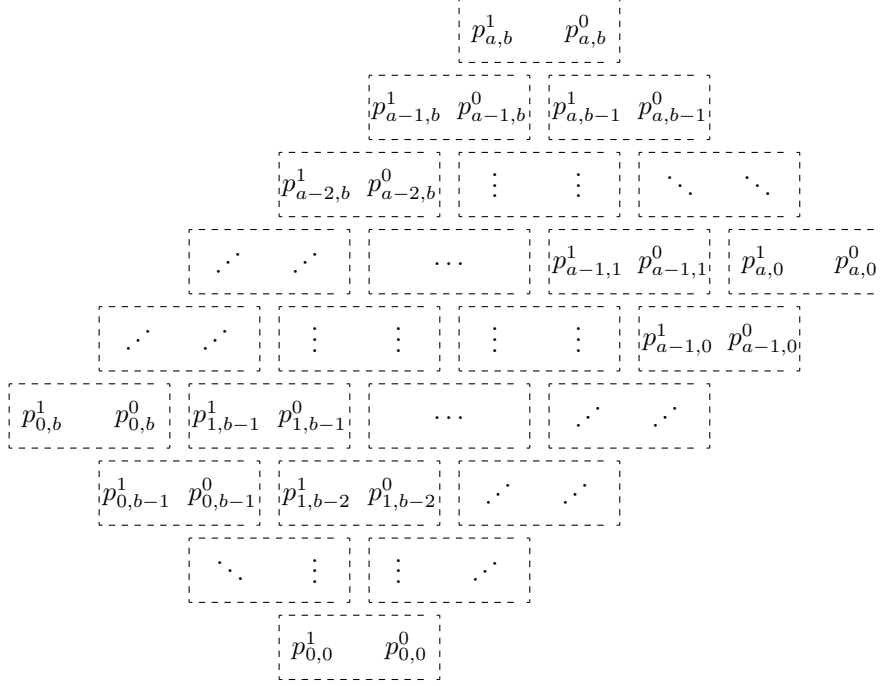 p^1_{a,b} p^0_{a,b}
p^1_{a-1,b} p^0_{a-1,b} p^1_{a,b-1} p^0_{a,b-1}
p^1_{a-2,b} p^0_{a-2,b} ⋮ ⋮ ⋱ ⋱
⋰ ⋰ ⋯ p^1_{a-1,1} p^0_{a-1,1} p^1_{a,0} p^0_{a,0}
⋰ ⋰ ⋮ ⋮ ⋮ ⋮ p^1_{a-1,0} p^0_{a-1,0}
p^1_{0,b} p^0_{0,b} p^1_{1,b-1} p^0_{1,b-1} ⋯ ⋰ ⋰
p^1_{0,b-1} p^0_{0,b-1} p^1_{1,b-2} p^0_{1,b-2} ⋰ ⋰
⋱ ⋮ ⋮ ⋰
p^1_{0,0} p^0_{0,0}